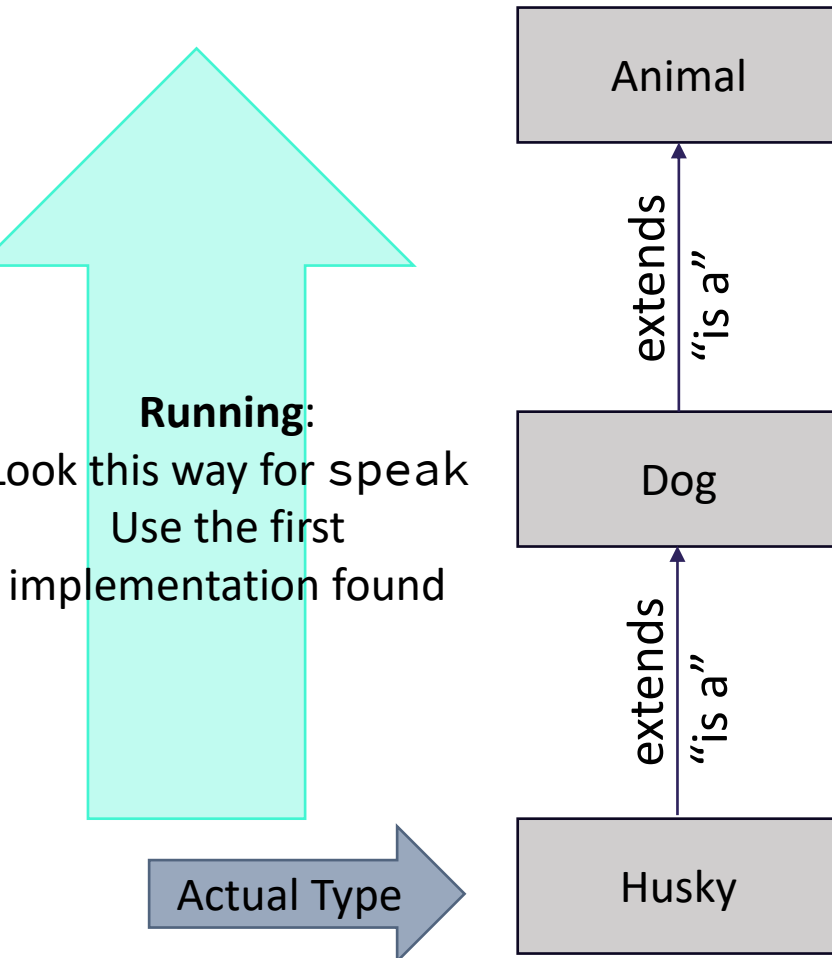 Animal
extends
“is a”
Running:
Look this way for speak
Use the first
implementation found
Dog
extends
“is a”
Actual Type
Husky